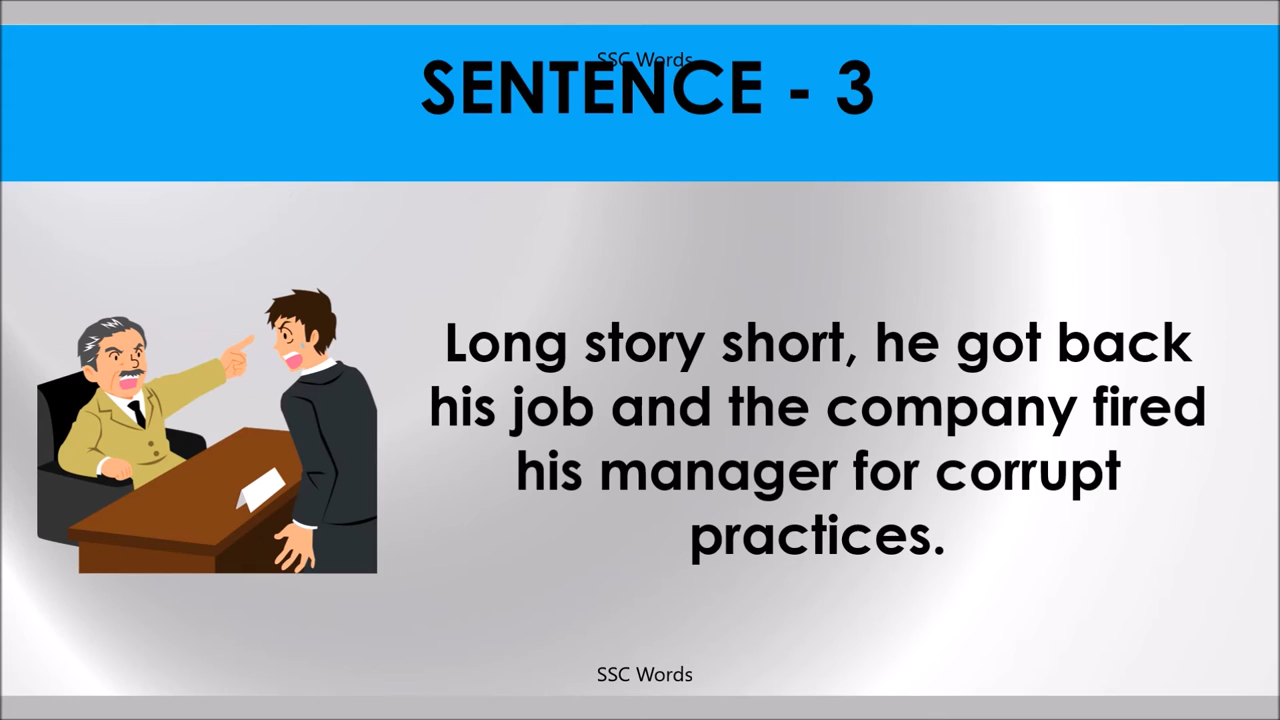 SSC Words
SENTENCE - 3
Long story short, he got back
his job and the company fired
his manager for corrupt
practices.
SSC Words